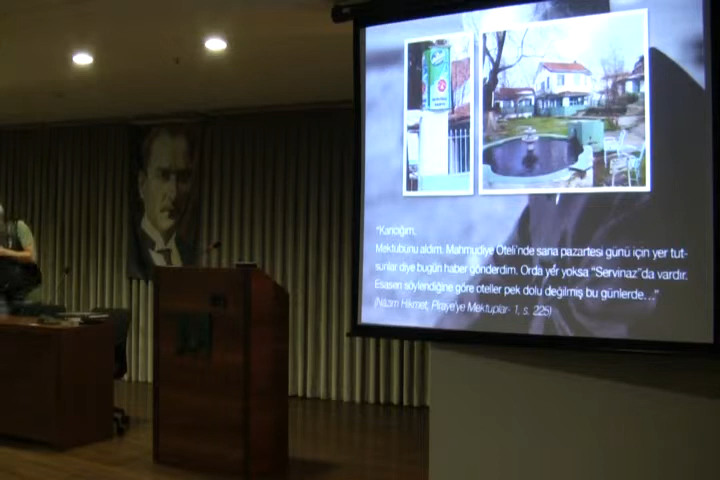 “Karıcığım,
Mektubunu aldım. Mahmudiye Oteli'nde sana pazartesi günü için yer tut-
sunlar diye bugün haber gönderdim. Orda yer yoksa “Servinaz”da vardır.
Esasen söylendiğine göre oteller pek dolu değilmiş bu günlerde...”
(Nâzım Hikmet, Piraye'ye Mektuplar- 1, s. 225)